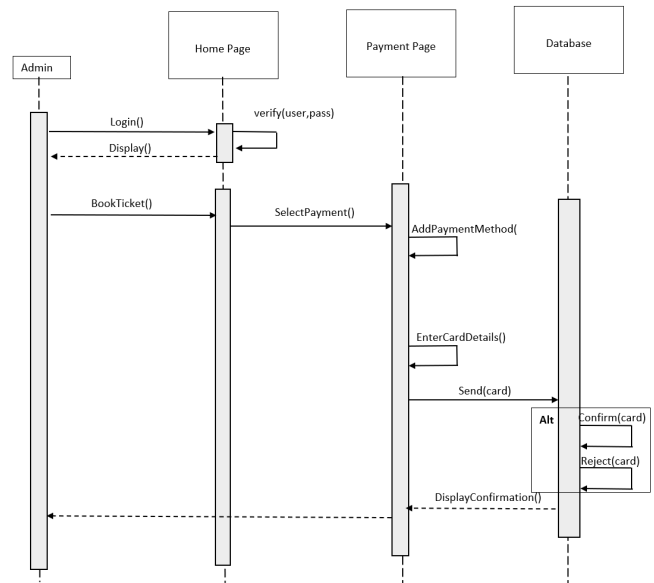 Admin
Home Page
Payment Page
Database
Login()
verify(user,pass)
Display()
BookTicket()
SelectPayment()
AddPaymentMethod(
EnterCardDetails()
Send(card)
Alt
Confirm(card)
Reject(card)
DisplayConfirmation()